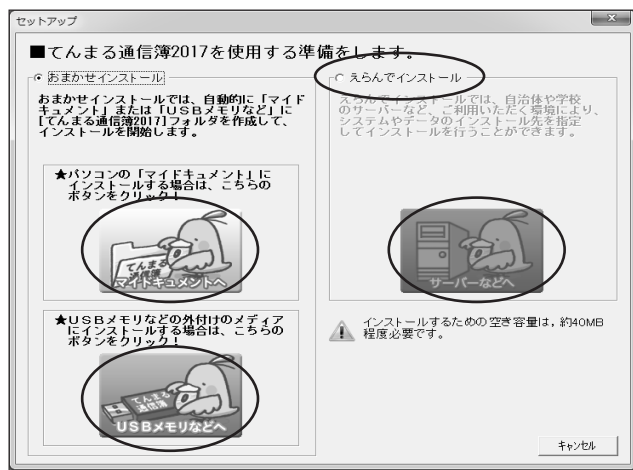 セットアップ
■てんまる通信簿2017を使用する準備をします。
おまかせインストール
おまかせインストールでは、自動的に「マイド
キュメント」または「USBメモリなど」に
[てんまる通信簿2017]フォルダを作成して、
インストールを開始します。
★パソコンの「マイドキュメント」に
インストールする場合は、こちらの
ボタンをクリック！
てんまる
通信簿
マイドキュメントへ
★USBメモリなどの外付けのメディア
にインストールする場合は、こちらの
ボタンをクリック！
てんまる
通信簿
USBメモリなどへ
えらんでインストール
えらんでインストールでは、自治体や学校
のサーバーなど、ご利用いただく環境により、
システムやデータのインストール先を指定
してインストールを行うことができます。
サーバーなどへ
インストールするための空き容量は，約40MB
程度必要です。
キャンセル